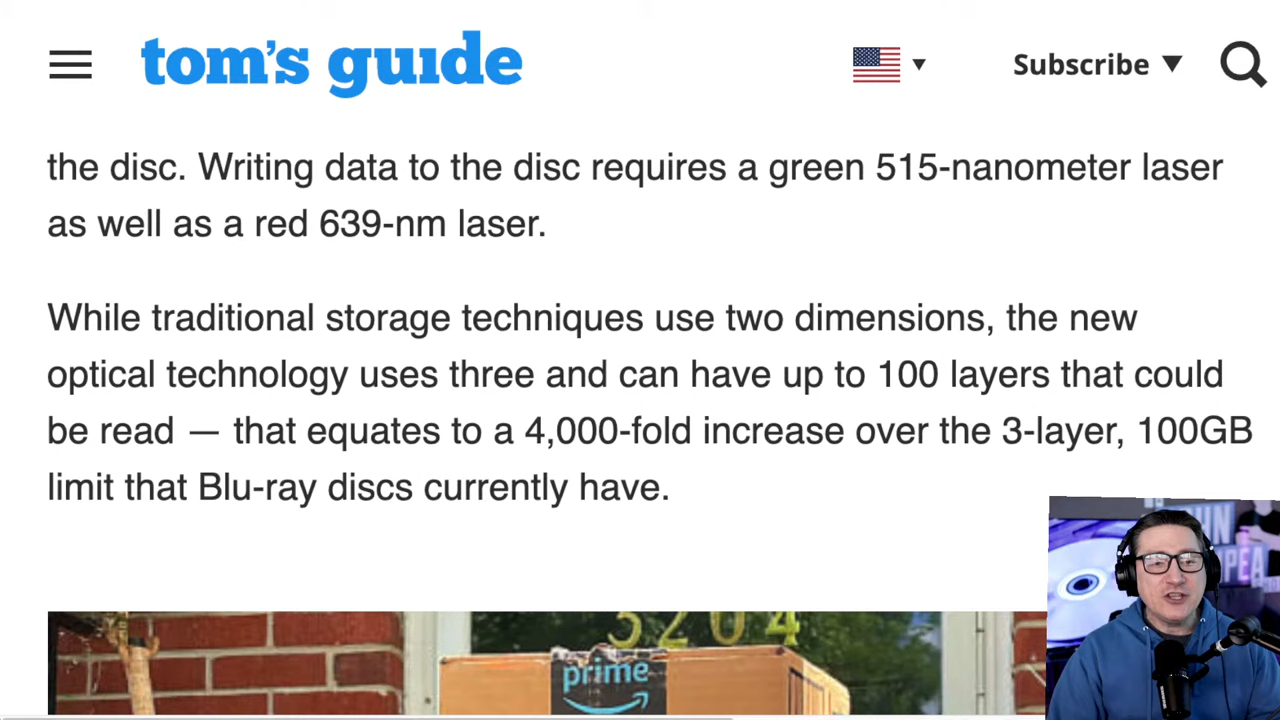 tom's guide
Subscribe
the disc. Writing data to the disc requires a green 515-nanometer laser
as well as a red 639-nm laser.
While traditional storage techniques use two dimensions, the new
optical technology uses three and can have up to 100 layers that could
be read — that equates to a 4,000-fold increase over the 3-layer, 100GB
limit that Blu-ray discs currently have.
3204
prime